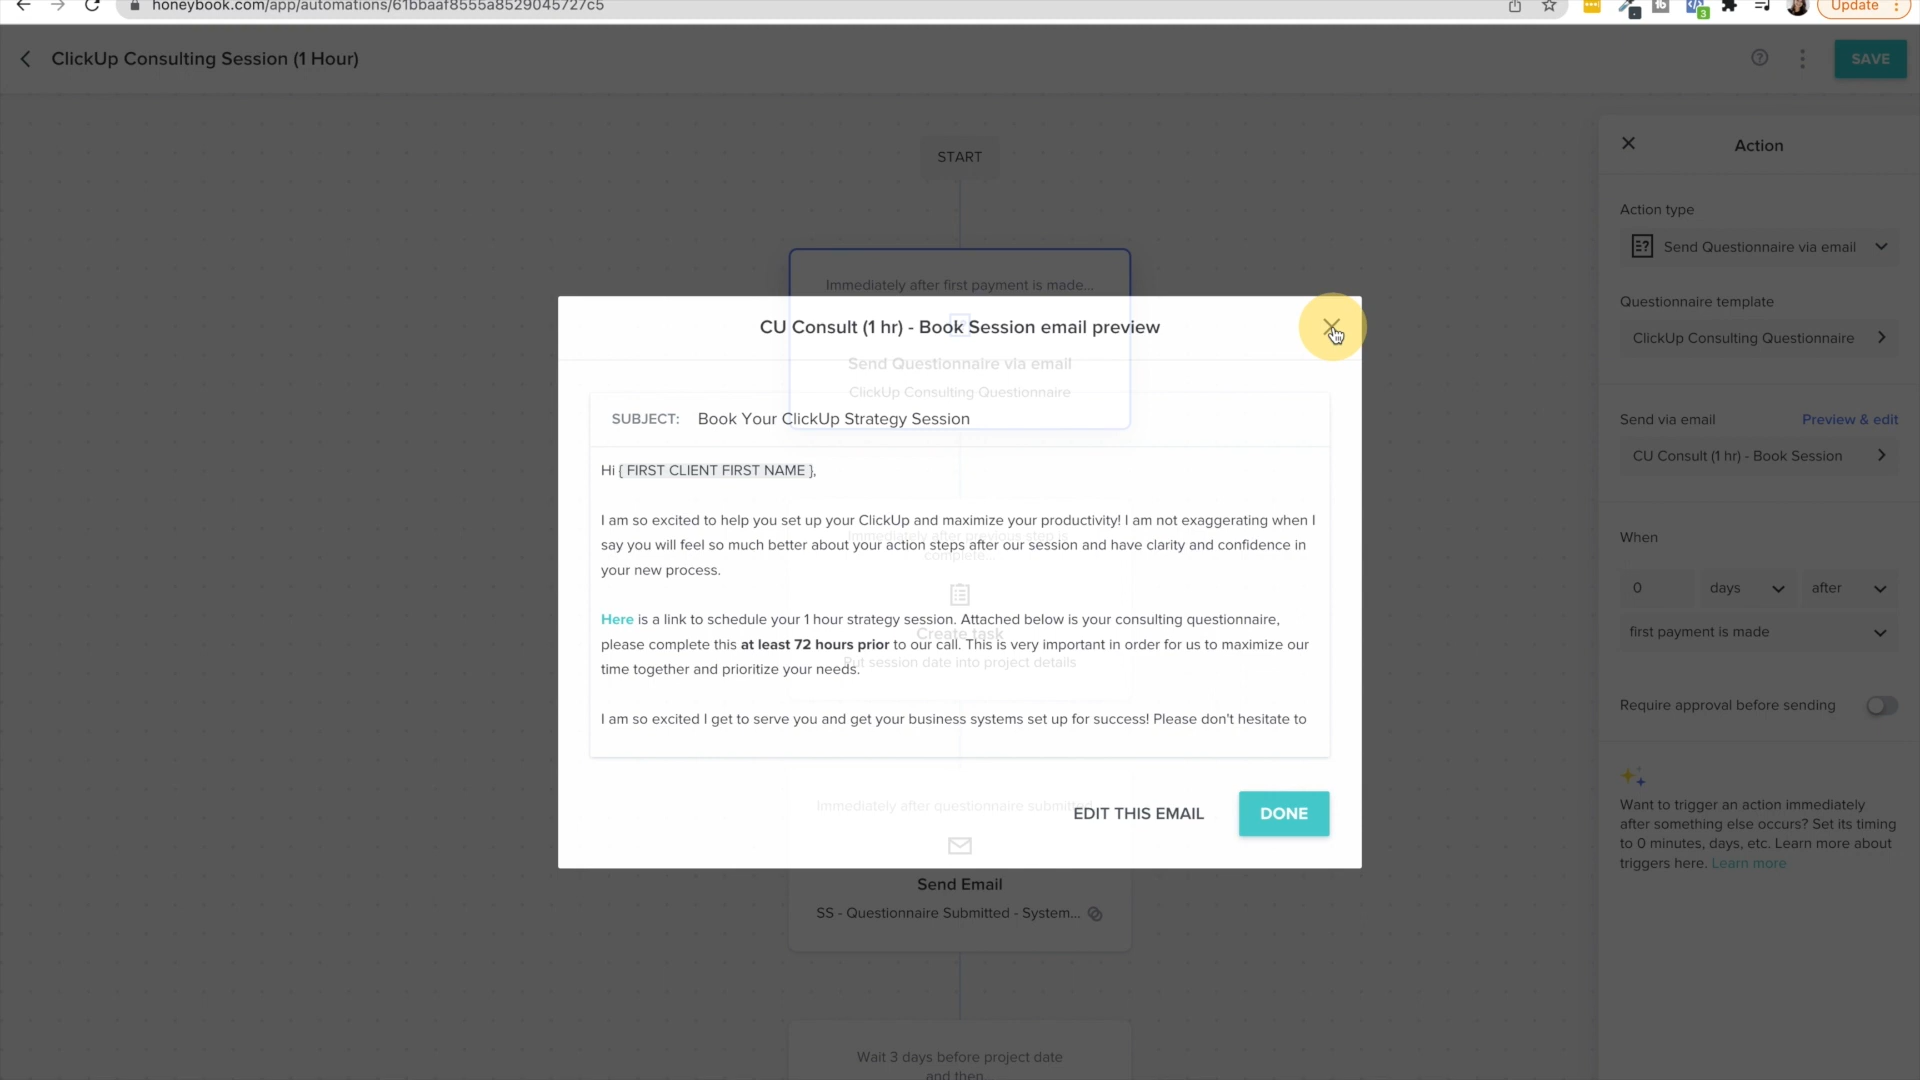 honeybook.com/app/automations/61bbaaf8555a8529045727c5
Update
ClickUp Consulting Session (1 Hour)
SAVE
START
Immediately after first payment is made...
Send Questionnaire via email
ClickUp Consulting Questionnaire
CU Consult (1 hr) - Book Session email preview
SUBJECT: Book Your ClickUp Strategy Session
Hi { FIRST CLIENT FIRST NAME },
I am so excited to help you set up your ClickUp and maximize your productivity! I am not exaggerating when I
say you will feel so much better about your action steps after our session and have clarity and confidence in
your new process.
Here is a link to schedule your 1 hour strategy session. Attached below is your consulting questionnaire,
please complete this at least 72 hours prior to our call. This is very important in order for us to maximize our
time together and prioritize your needs.
I am so excited I get to serve you and get your business systems set up for success! Please don't hesitate to
EDIT THIS EMAIL
DONE
Immediately after previous step is
complete...
Create task
Put session date into project details
Immediately after questionnaire submitted
Send Email
SS - Questionnaire Submitted - System...
Wait 3 days before project date
and then...
Action
Action type
Send Questionnaire via email
Questionnaire template
ClickUp Consulting Questionnaire
Send via email
Preview & edit
CU Consult (1 hr) - Book Session
When
0 days after
first payment is made
Require approval before sending
Want to trigger an action immediately
after something else occurs? Set its timing
to 0 minutes, days, etc. Learn more about
triggers here. Learn more